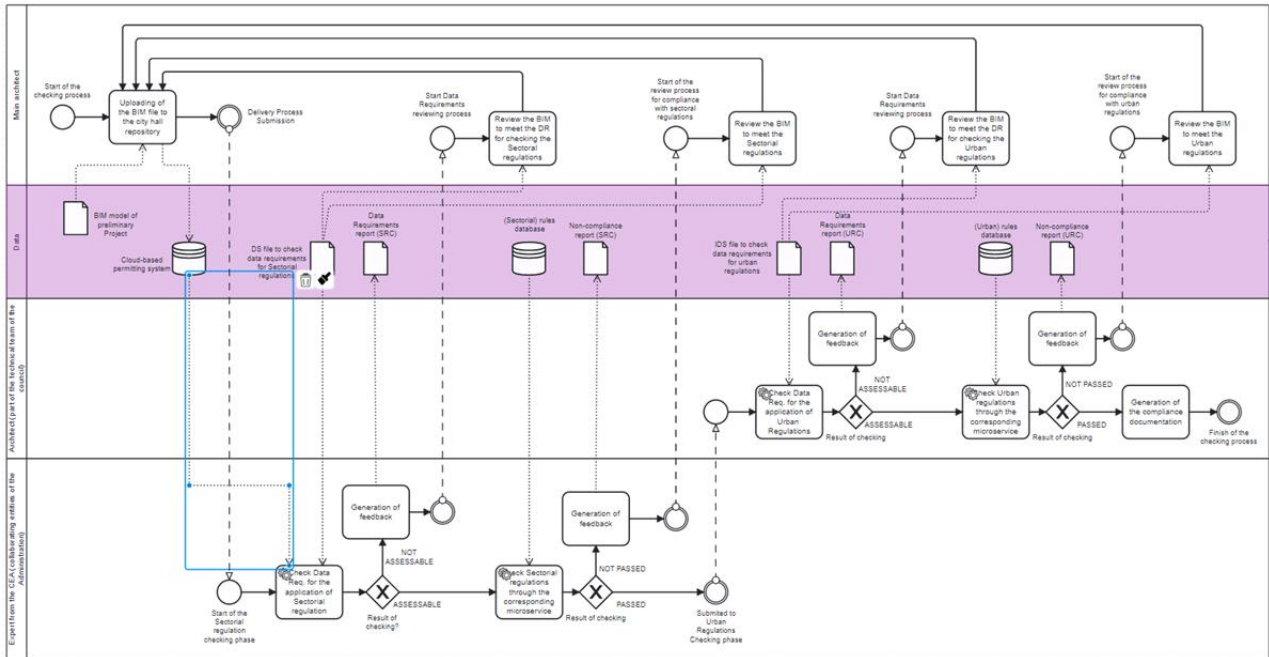 Main architect
Start of the
checking process
Uploading of
the BIM file to
the city hall
repository
Delivery Process
Submission
Start Data
Requirements
reviewing process
Review the BIM
to meet the DR
for checking the
Sectoral
regulations
Start of the
review process
for compliance
with sectoral
regulations
Review the BIM
to meet the
Sectorial
regulations
Start Data
Requirements
reviewing process
Review the BIM
to meet the DR
for checking the
Urban
regulations
Start of the
review process
for compliance
with urban
regulations
Review the BIM
to meet the
Urban
regulations
Data
BIM model of
preliminary
Project
Cloud-based
permitting system
DS file to check
data requirements
for Sectorial
regulations
Data
Requirements
report (SRC)
(Sectorial) rules
database
Non-compliance
report (SRC)
IDS file to check
data requirements
for urban
regulations
Data
Requirements
report (URC)
(Urban) rules
database
Non-compliance
report (URC)
Architect (part of the technical team of the
council)
Generation of
feedback
NOT
ASSESSABLE
Check Data
Req. for the
application of
Urban
Regulations
X
ASSESSABLE
Result of checking
Generation of
feedback
NOT PASSED
Check Urban
regulations
through the
corresponding
microservice
X
PASSED
Result of checking
Generation of
the compliance
documentation
Finish of the
checking process
Expert from the CEA (collaborating entities of the
Administration)
Start of the
Sectorial
regulation
checking phase
Check Data
Req. for the
application of
Sectorial
regulation
Generation of
feedback
NOT
ASSESSABLE
X
ASSESSABLE
Result of
checking?
Sectorial
regulations
through the
corresponding
microservice
Generation of
feedback
NOT PASSED
X
PASSED
Result of checking
Submited to
Urban
Regulations
Checking phase